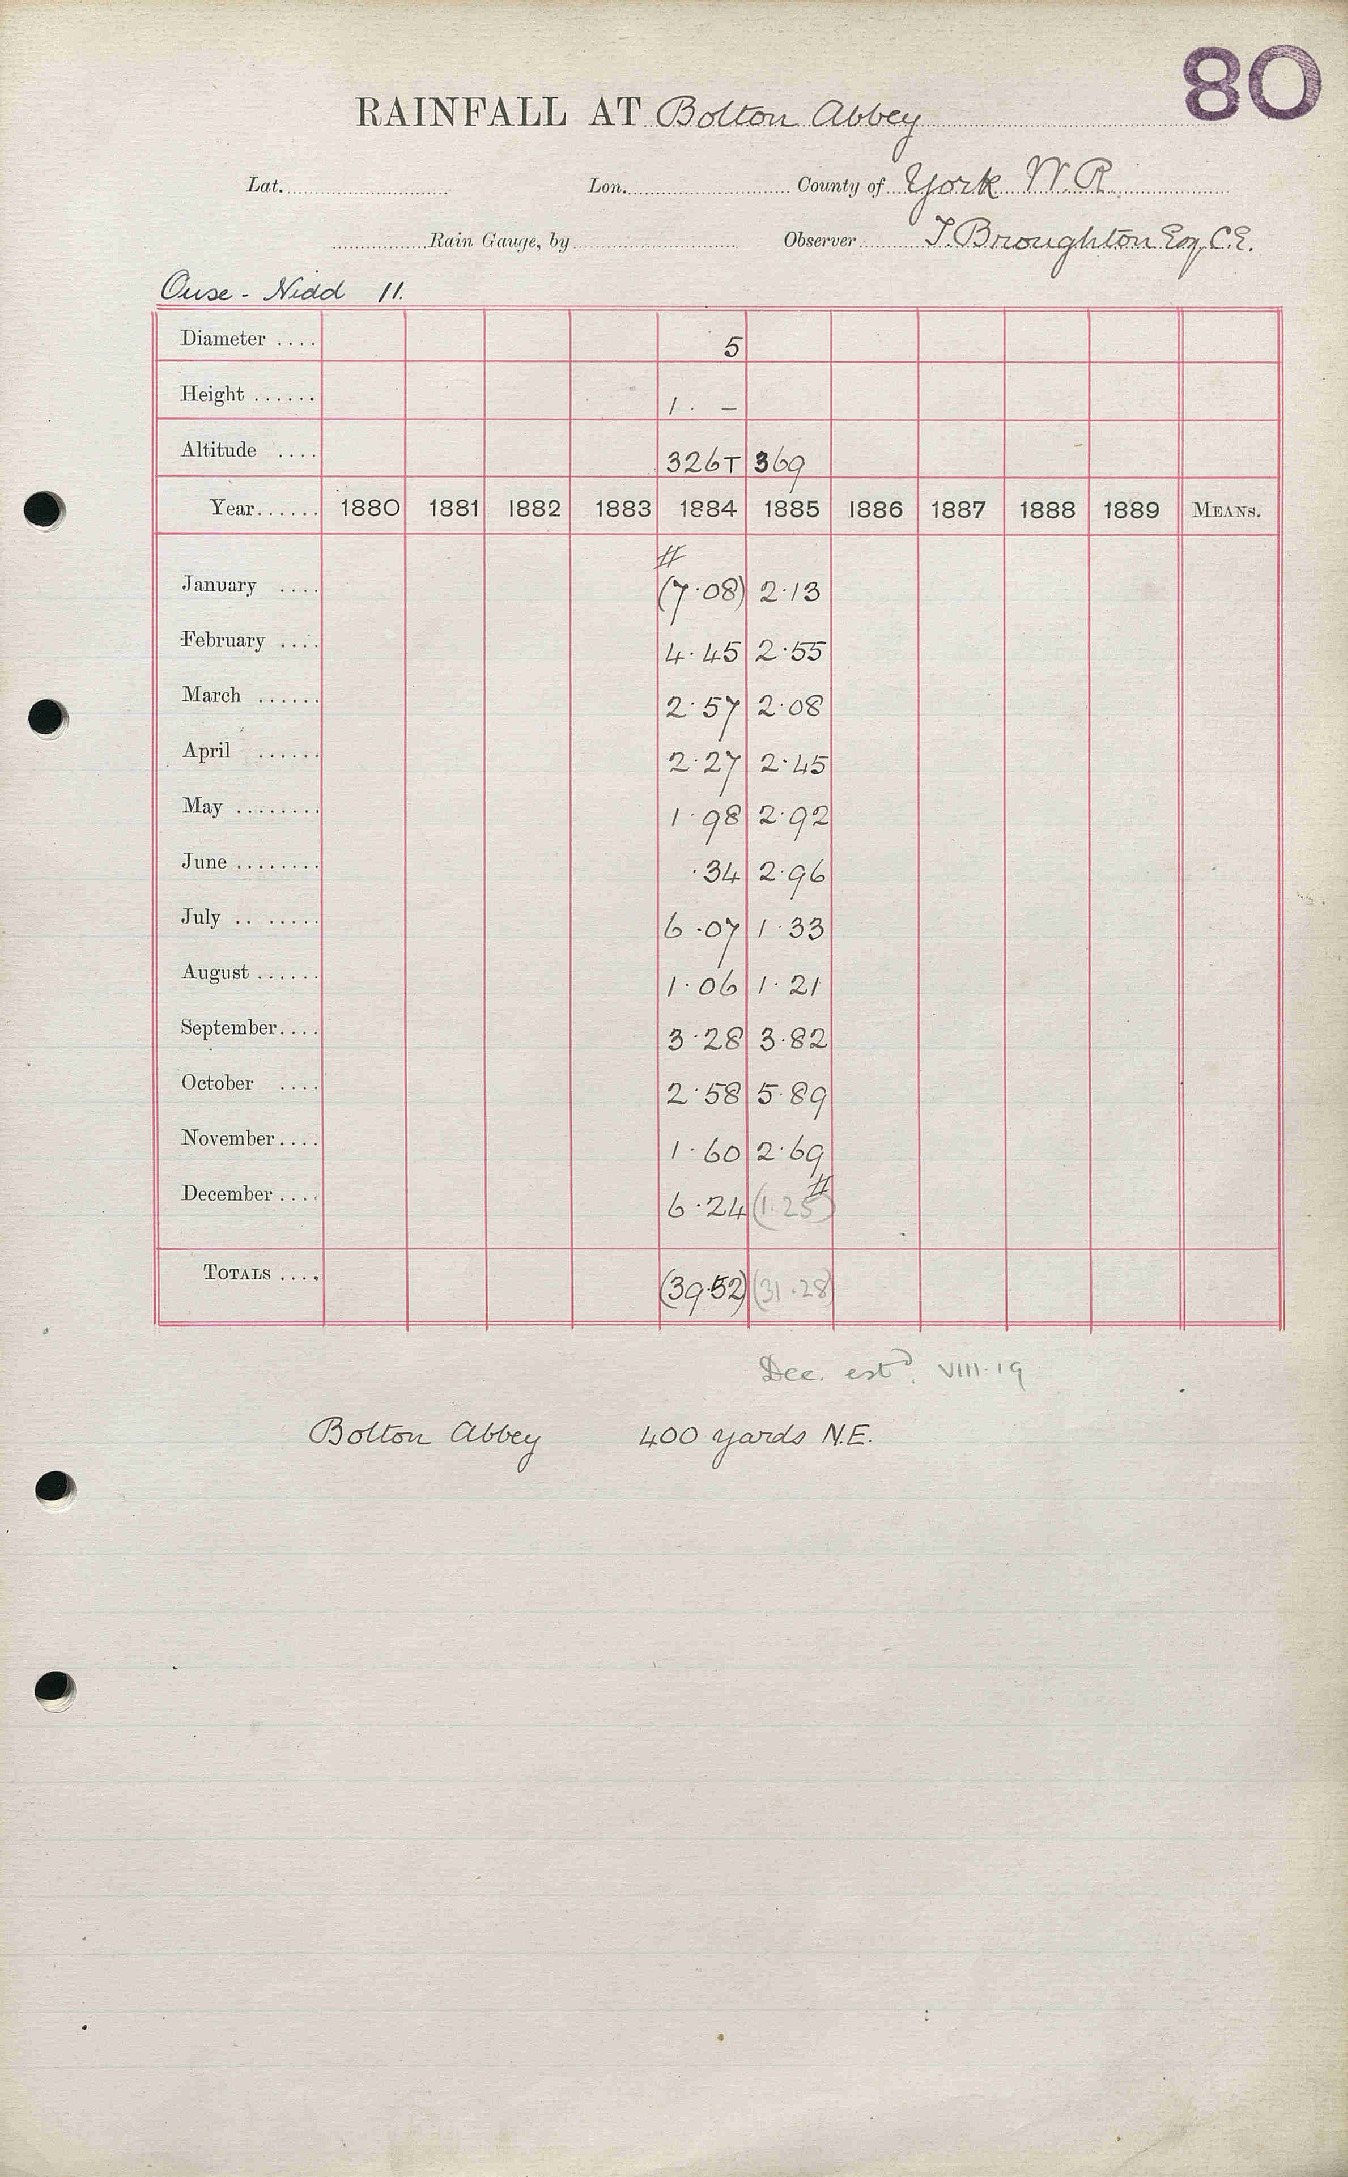 80
RAINFALL AT Bolton Abbey
Lat. Lon. County of York W.R.
Rain Gauge, by Observer T. Broughton Esq. C.E.
Ouse - Nidd 11.
Diameter .... 5
Height ...... 1 . –
Altitude .... 326T 369
Year...... 1880 1881 1882 1883 1884 1885 1886 1887 1888 1889 MEANS.
#
January .... (7.08) 2.13
February .... 4.45 2.55
March ...... 2.57 2.08
April ...... 2.27 2.45
May ........ 1.98 2.92
June ........ .34 2.96
July .. ...... 6.07 1.33
August ...... 1.06 1.21
September.... 3.28 3.82
October .... 2.58 5.89
November.... 1.60 2.69
December.... 6.24 (1.25) #
TOTALS .... (39.52) (31.28)
Dec. estd. VIII.19
Bolton Abbey 400 yards N.E.